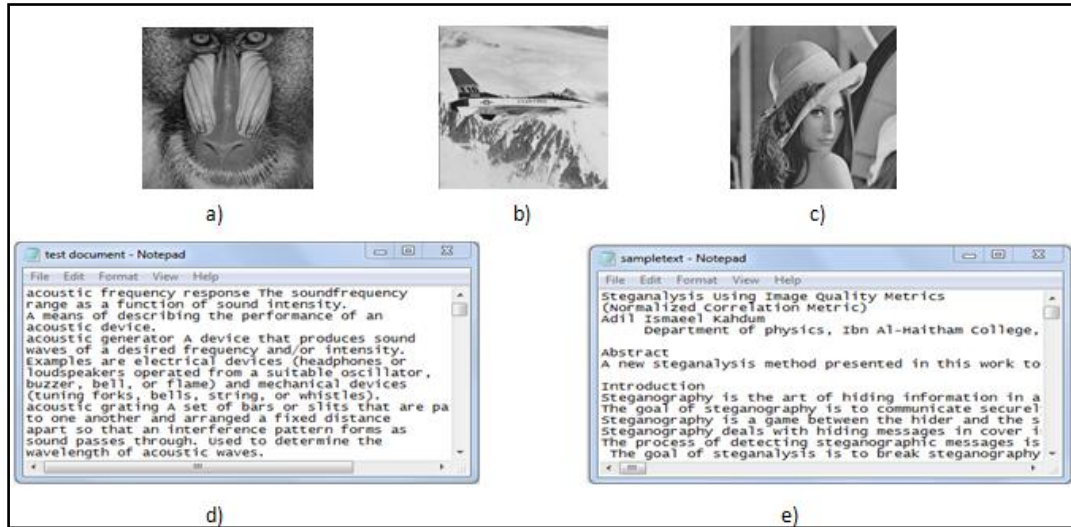 a)
b)
c)
test document - Notepad
File Edit Format View Help
acoustic frequency response The soundfrequency
range as a function of sound intensity.
A means of describing the performance of an
acoustic device.
acoustic generator A device that produces sound
waves of a desired frequency and/or intensity.
Examples are electrical devices (headphones or
loudspeakers operated from a suitable oscillator,
buzzer, bell, or flame) and mechanical devices
(tuning forks, bells, string, or whistles).
acoustic grating A set of bars or slits that are pa
to one another and arranged a fixed distance
apart so that an interference pattern forms as
sound passes through. Used to determine the
wavelength of acoustic waves.
d)
sampletext - Notepad
File Edit Format View Help
Steganalysis Using Image Quality Metrics
(Normalized Correlation Metric)
Adil Ismaeel Kahdum
Department of physics, Ibn Al-Haitham College,
Abstract
A new steganalysis method presented in this work to
Introduction
Steganography is the art of hiding information in a
The goal of steganography is to communicate securel
Steganography is a game between the hider and the s
Steganography deals with hiding messages in cover i
The process of detecting steganographic messages is
The goal of steganalysis is to break steganography
e)